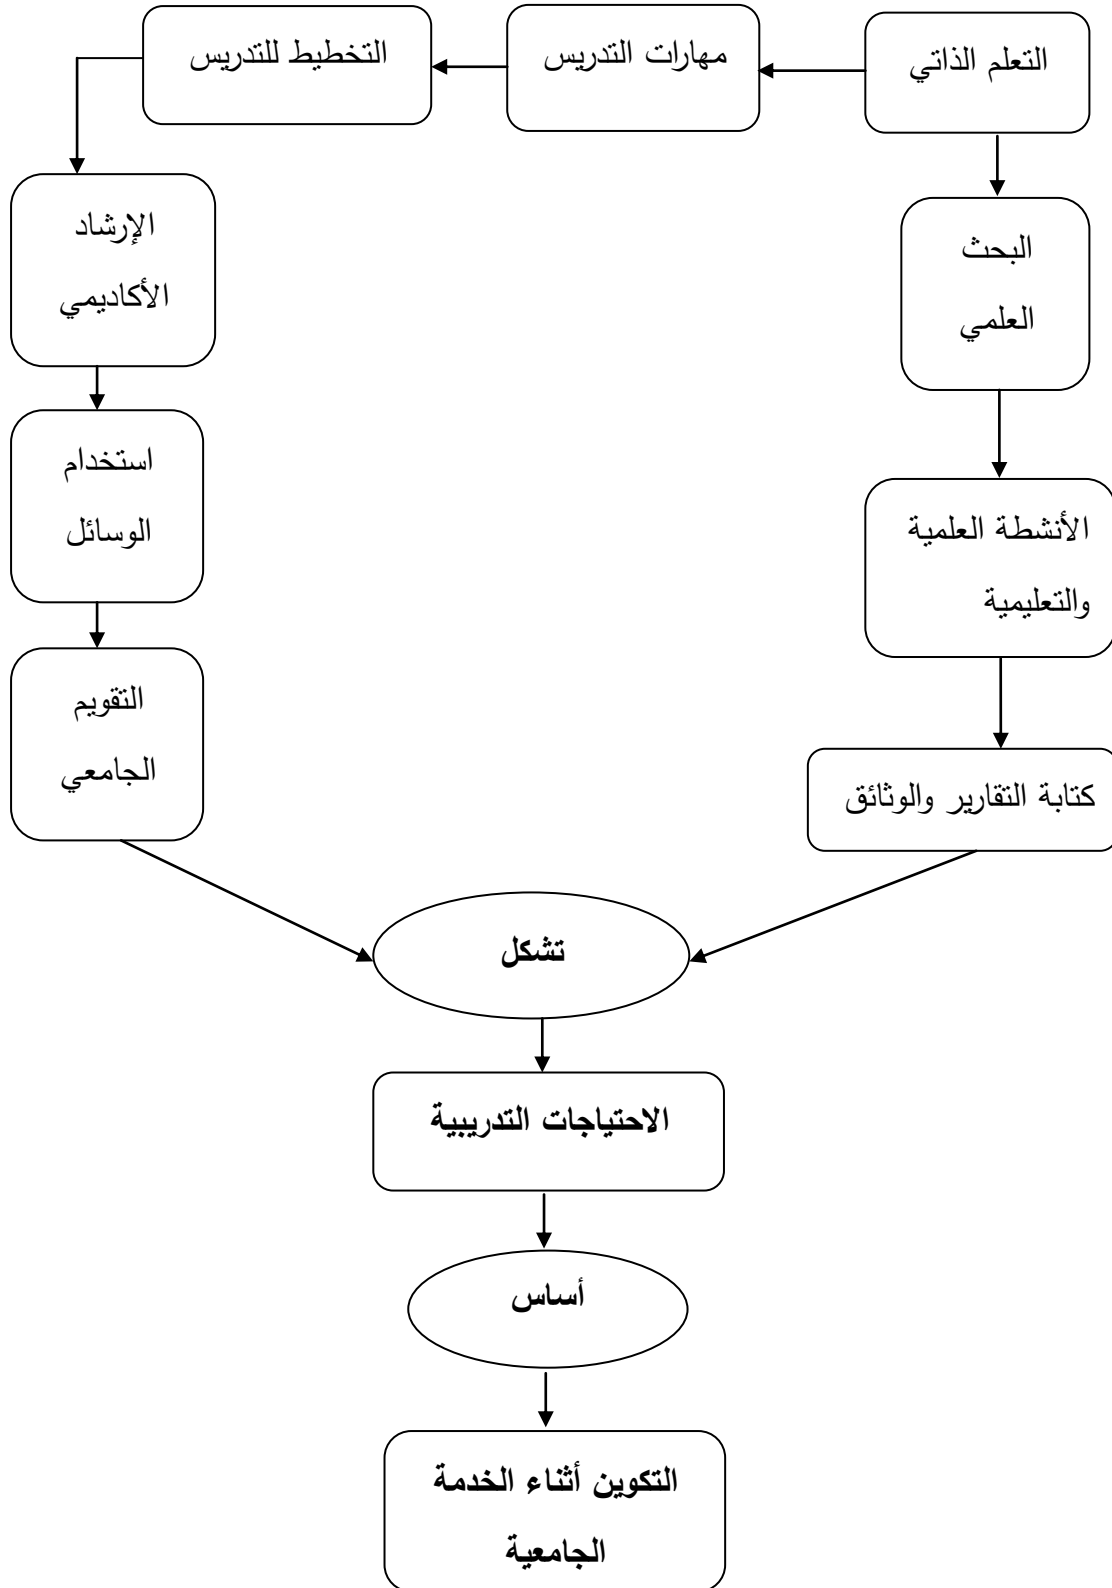 التعلم الذاتي
مهارات التدريس
التخطيط للتدريس
البحث
العلمي
الإرشاد
الأكاديمي
الأنشطة العلمية
والتعليمية
استخدام
الوسائل
كتابة التقارير والوثائق
التقويم
الجامعي
تشكل
الاحتياجات التدريبية
أساس
التكوين أثناء الخدمة
الجامعية